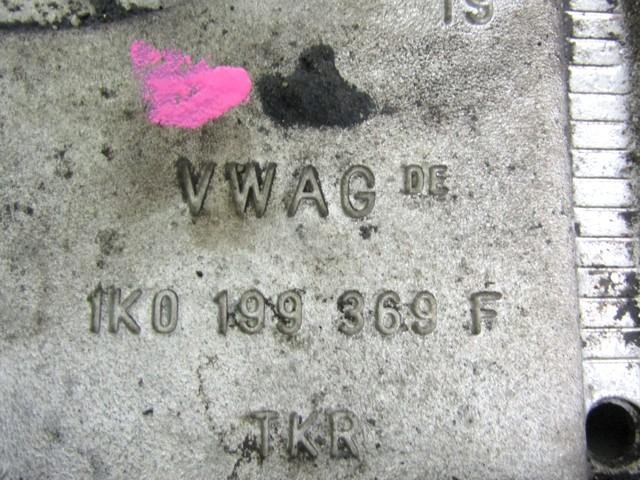 IS
VWAG DE
1K0 199 369 F
TKR